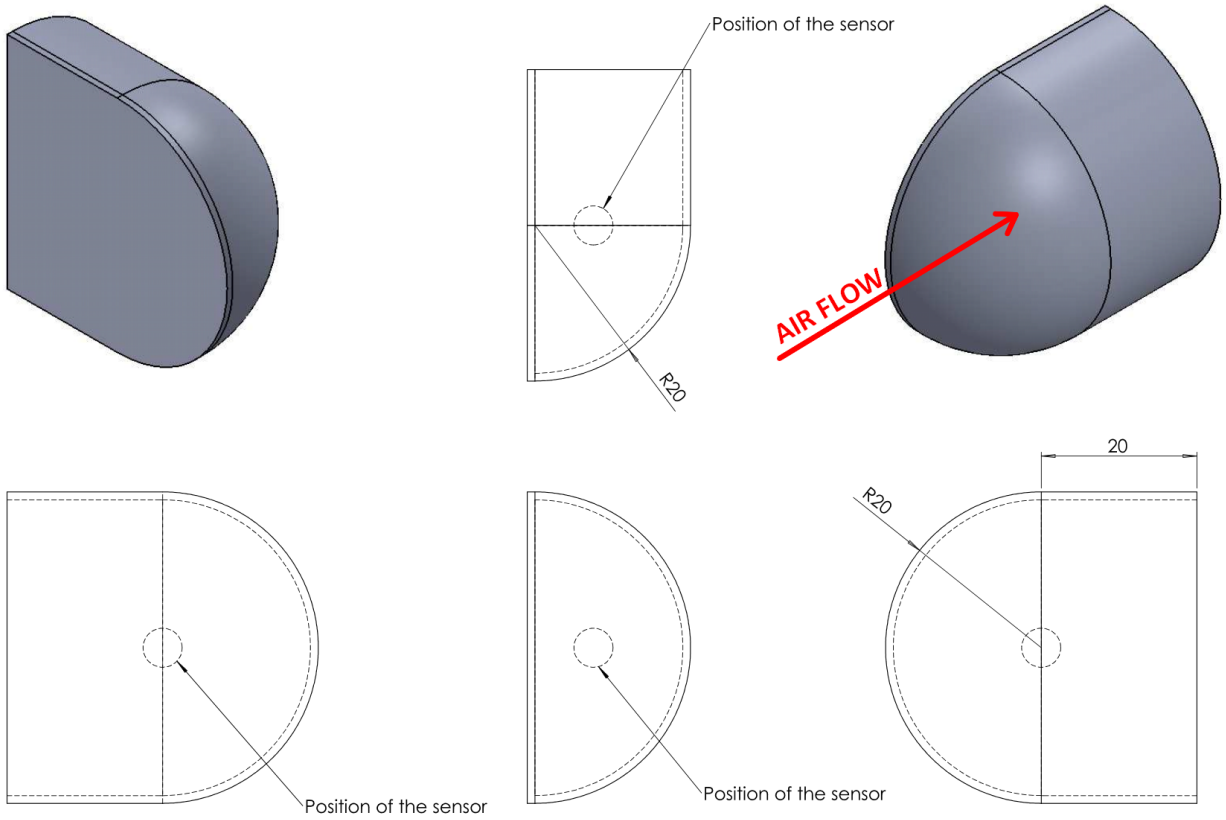 Position of the sensor
AIR FLOW
R20
20
R20
Position of the sensor
Position of the sensor